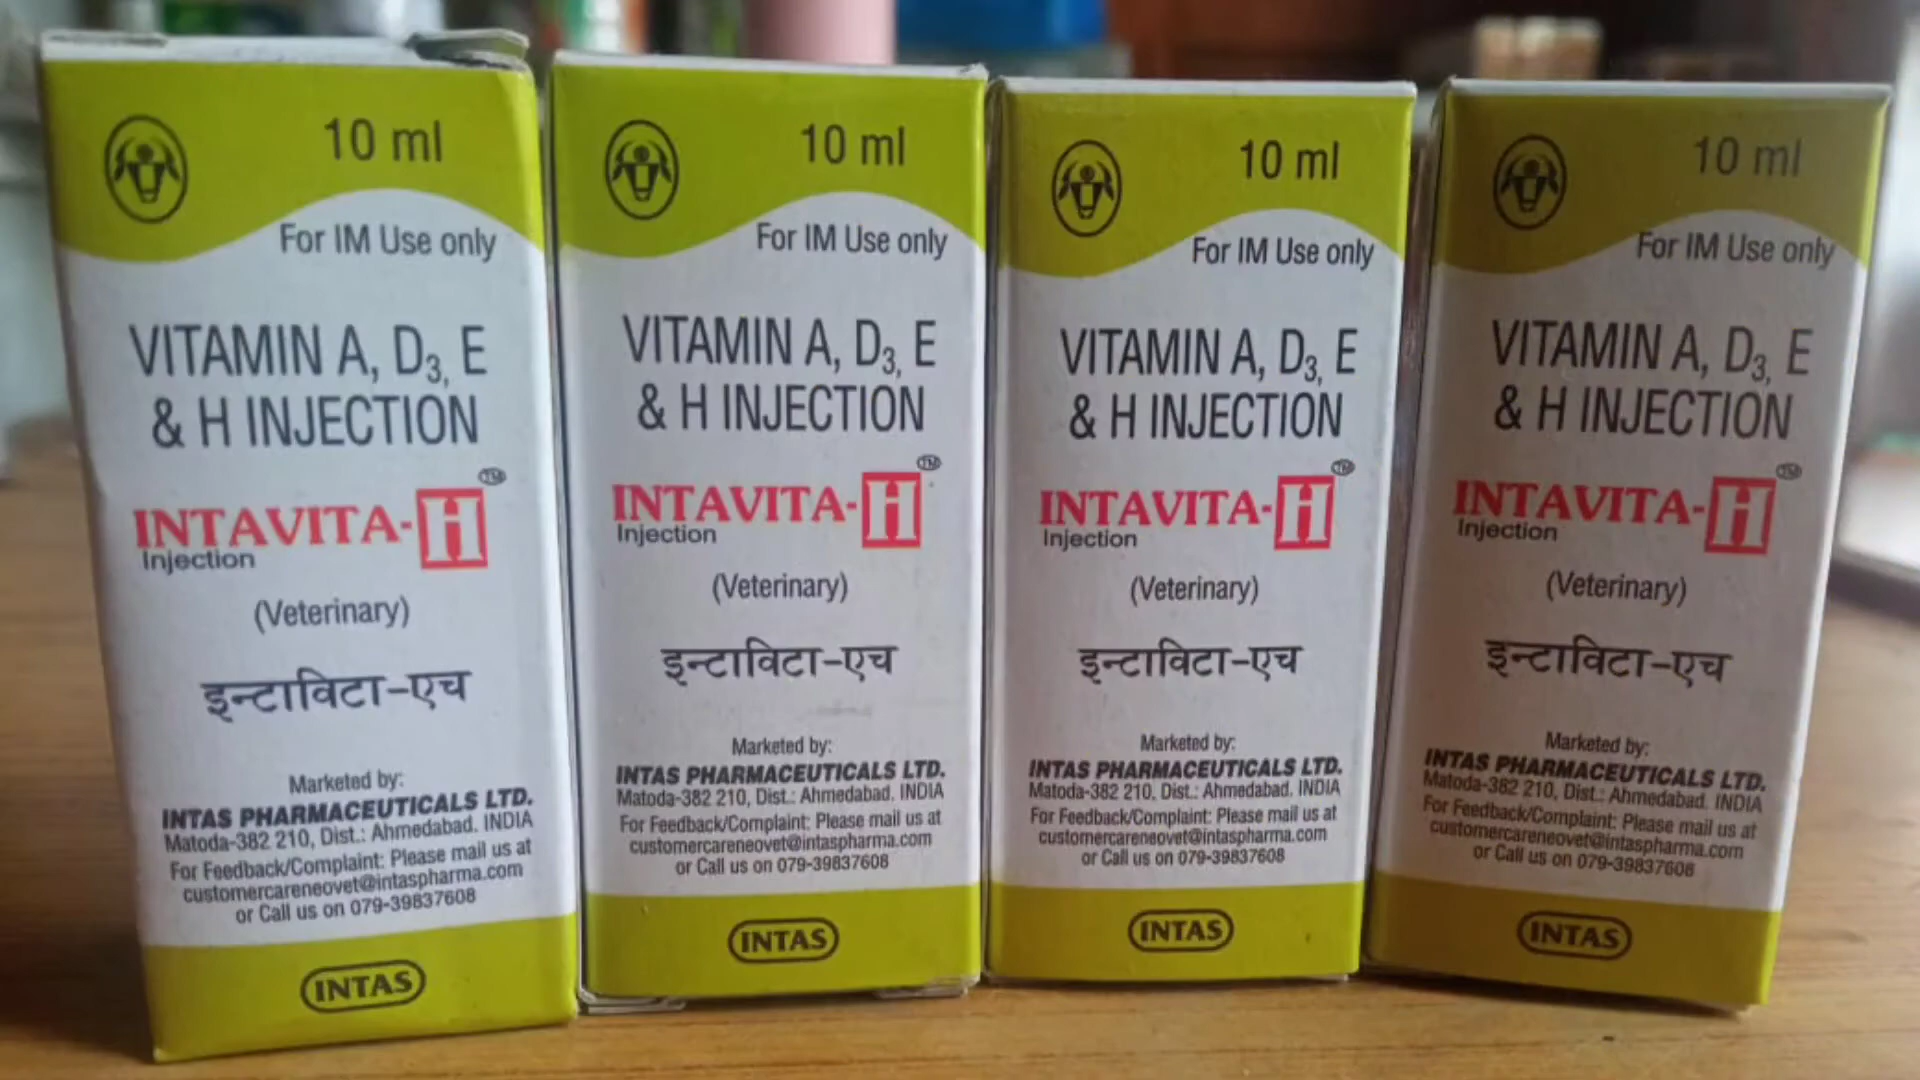 10 ml
For IM Use only
VITAMIN A, D3, E
& H INJECTION
INTAVITA-H™
Injection
(Veterinary)
इन्टाविटा-एच
Marketed by:
INTAS PHARMACEUTICALS LTD.
Matoda-382 210, Dist.: Ahmedabad. INDIA
For Feedback/Complaint: Please mail us at
customercareneovet@intaspharma.com
or Call us on 079-39837608
INTAS
10 ml
For IM Use only
VITAMIN A, D3, E
& H INJECTION
INTAVITA-H™
Injection
(Veterinary)
इन्टाविटा-एच
Marketed by:
INTAS PHARMACEUTICALS LTD.
Matoda-382 210, Dist.: Ahmedabad. INDIA
For Feedback/Complaint: Please mail us at
customercareneovet@intaspharma.com
or Call us on 079-39837608
INTAS
10 ml
For IM Use only
VITAMIN A, D3, E
& H INJECTION
INTAVITA-H™
Injection
(Veterinary)
इन्टाविटा-एच
Marketed by:
INTAS PHARMACEUTICALS LTD.
Matoda-382 210, Dist.: Ahmedabad. INDIA
For Feedback/Complaint: Please mail us at
customercareneovet@intaspharma.com
or Call us on 079-39837608
INTAS
10 ml
For IM Use only
VITAMIN A, D3, E
& H INJECTION
INTAVITA-H™
Injection
(Veterinary)
इन्टाविटा-एच
Marketed by:
INTAS PHARMACEUTICALS LTD.
Matoda-382 210, Dist.: Ahmedabad. INDIA
For Feedback/Complaint: Please mail us at
customercareneovet@intaspharma.com
or Call us on 079-39837608
INTAS